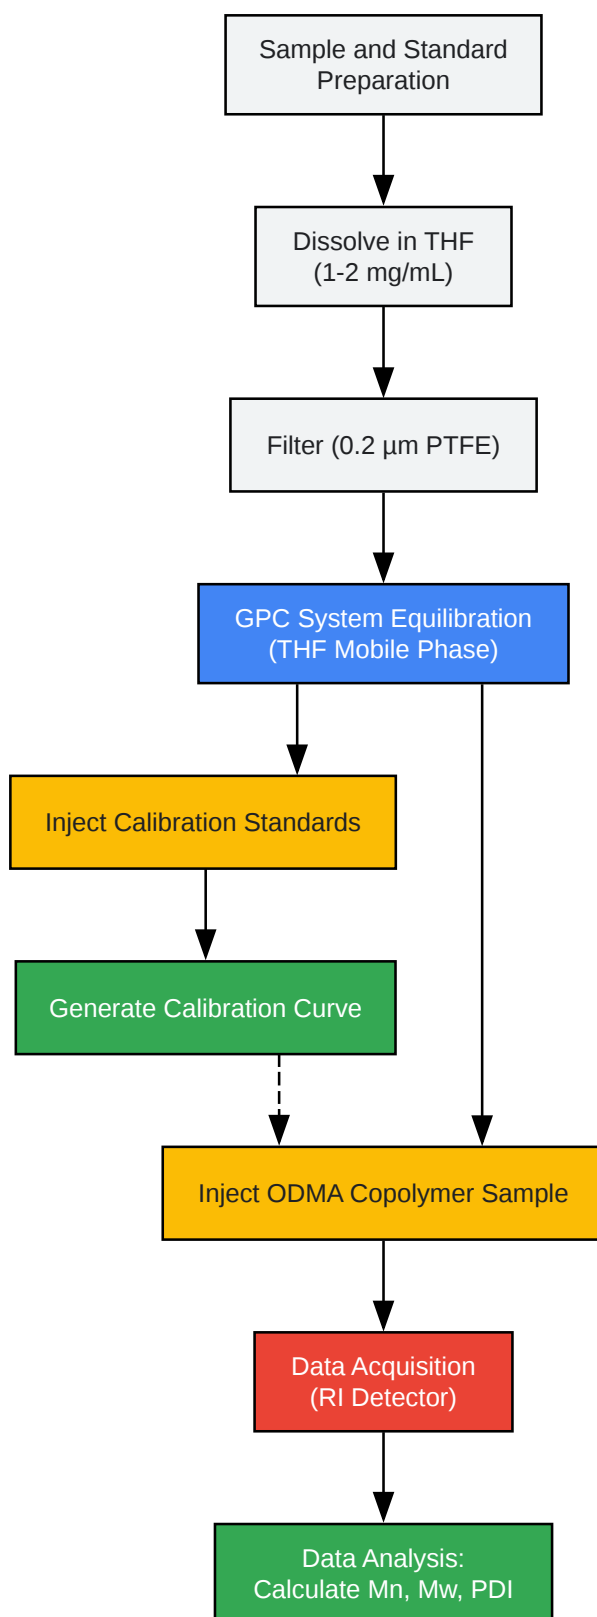 Sample and Standard
Preparation
Dissolve in THF
(1-2 mg/mL)
Filter (0.2 µm PTFE)
GPC System Equilibration
(THF Mobile Phase)
Inject Calibration Standards
Generate Calibration Curve
Inject ODMA Copolymer Sample
Data Acquisition
(RI Detector)
Data Analysis:
Calculate Mn, Mw, PDI